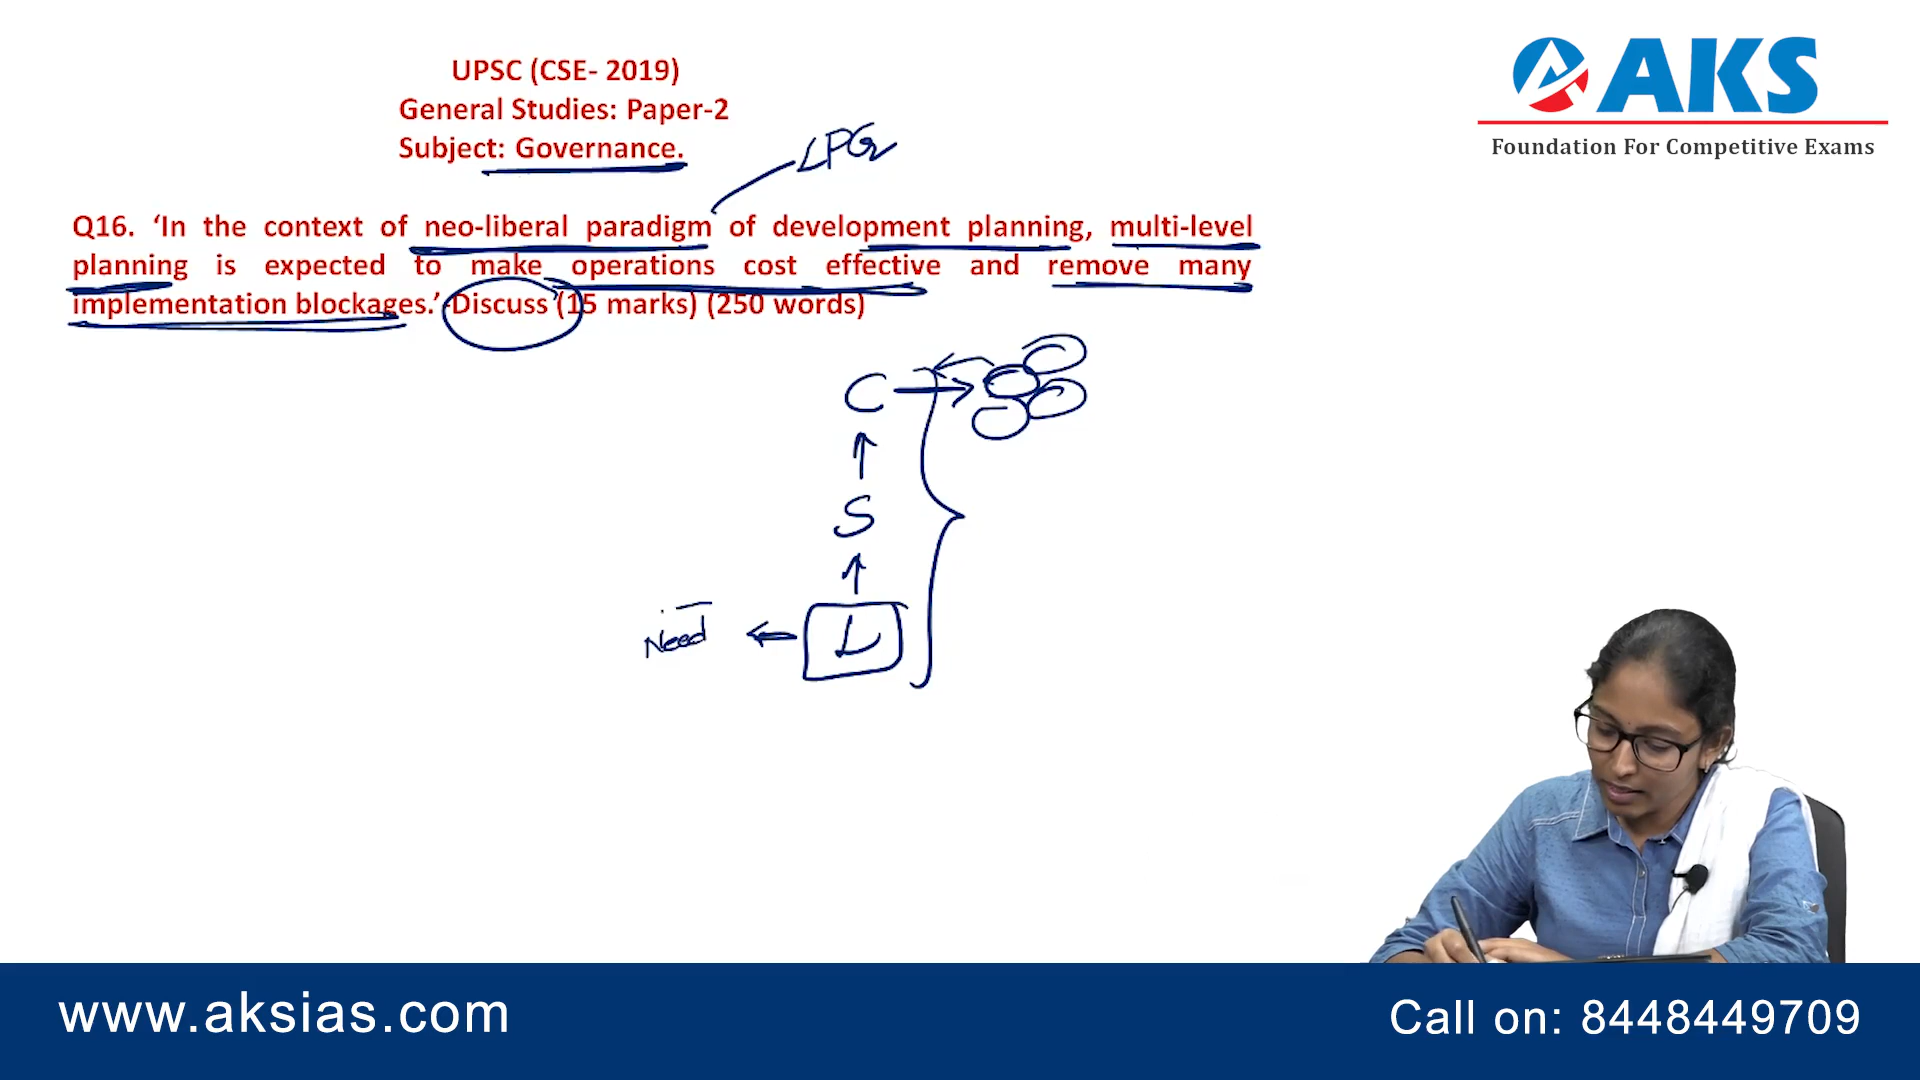 UPSC (CSE- 2019)
General Studies: Paper-2
Subject: Governance.
LPG
AKS
Foundation For Competitive Exams
Q16. ‘In the context of neo-liberal paradigm of development planning, multi-level
planning is expected to make operations cost effective and remove many
implementation blockages.’ Discuss (15 marks) (250 words)
C
S
Need
L
www.aksias.com
Call on: 8448449709